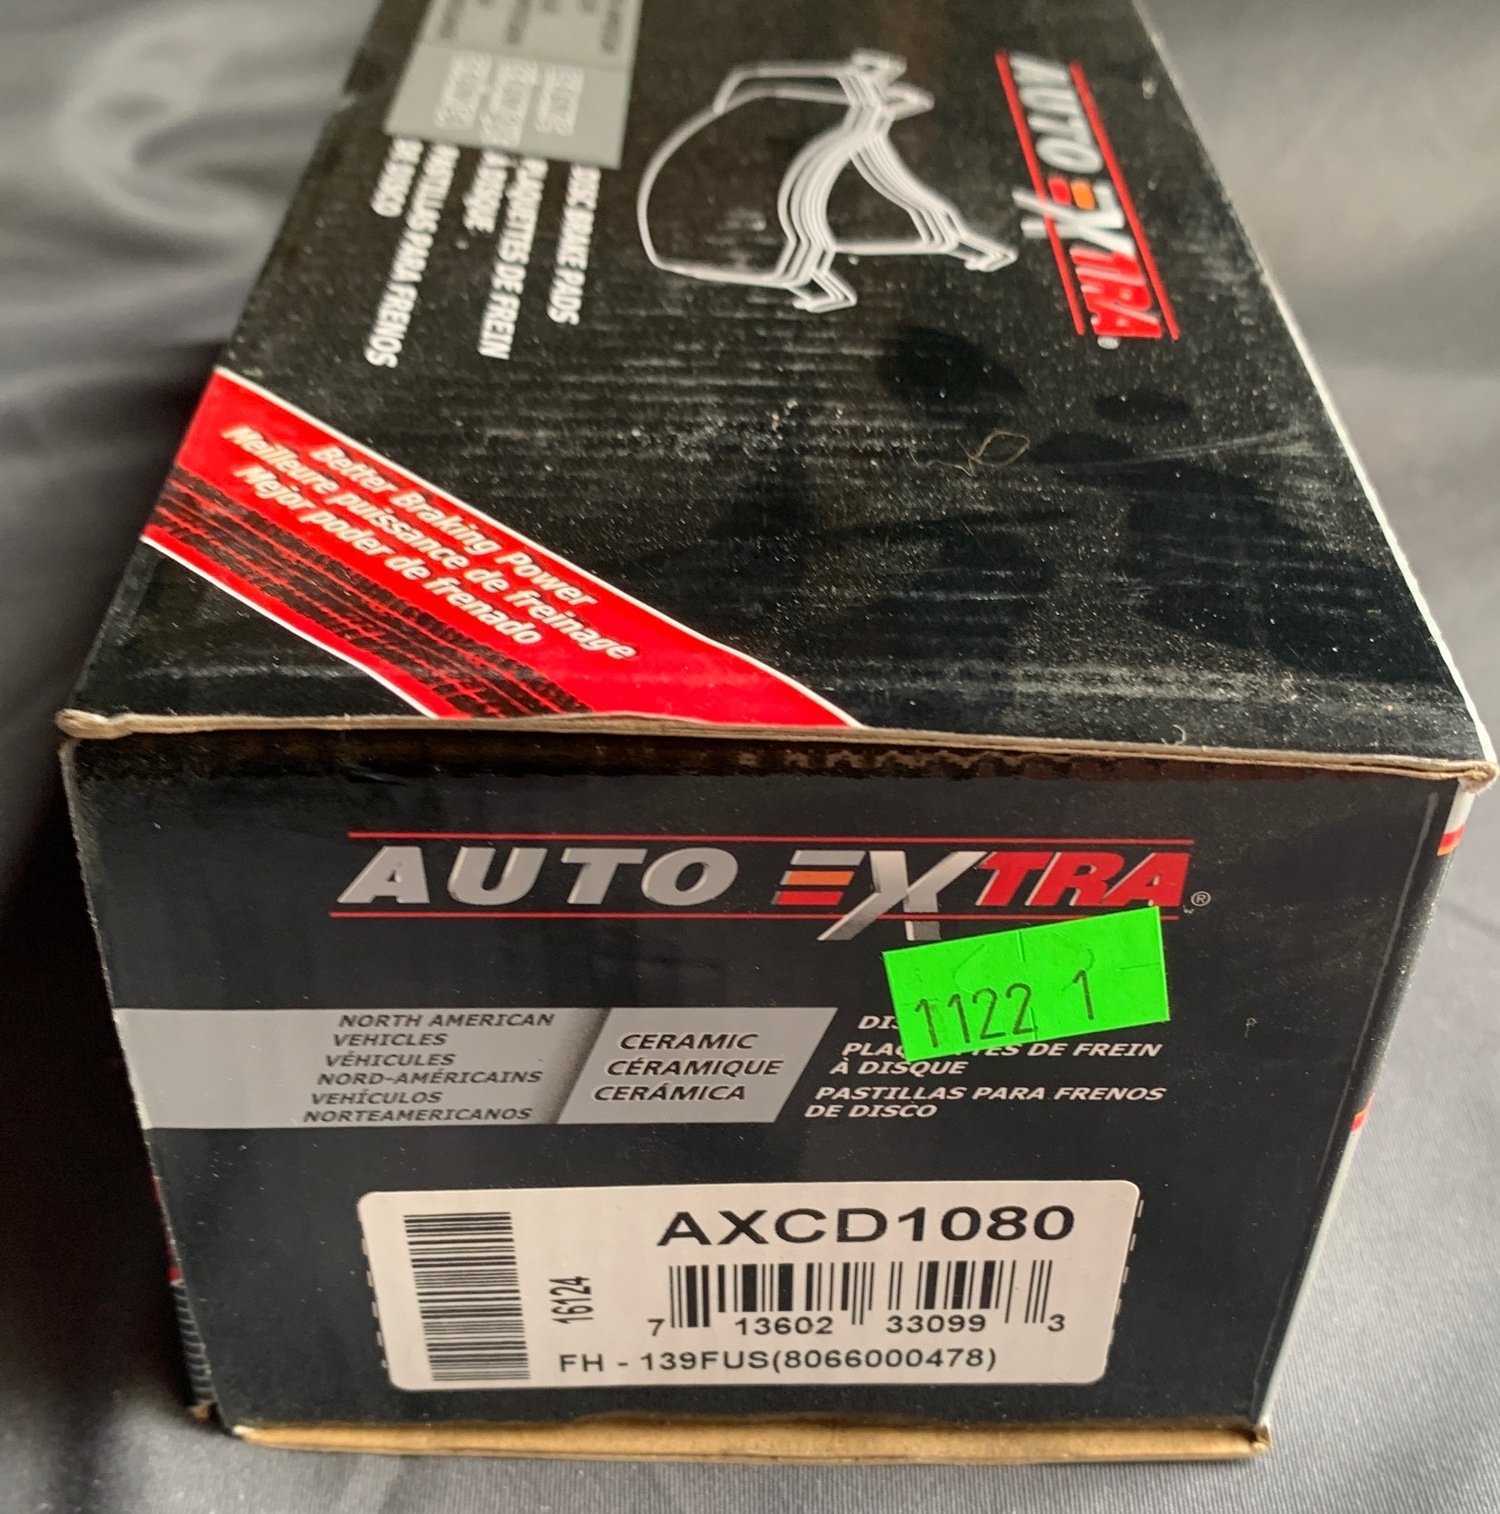 AUTO EXTRA®
CERAMIC
CÉRAMIQUE
CERÁMICA
DISC BRAKE PADS
PLAQUETTES DE FREIN
À DISQUE
PASTILLAS PARA FRENOS
DE DISCO
Better Braking Power
Meilleure puissance de freinage
Mejor poder de frenado
AUTO EXTRA®
1122 1
NORTH AMERICAN
VEHICLES
VÉHICULES
NORD-AMÉRICAINS
VEHÍCULOS
NORTEAMERICANOS
CERAMIC
CÉRAMIQUE
CERÁMICA
DE FREIN
À DISQUE
PASTILLAS PARA FRENOS
DE DISCO
AXCD1080
16124
7 13602 33099 3
FH - 139FUS(8066000478)